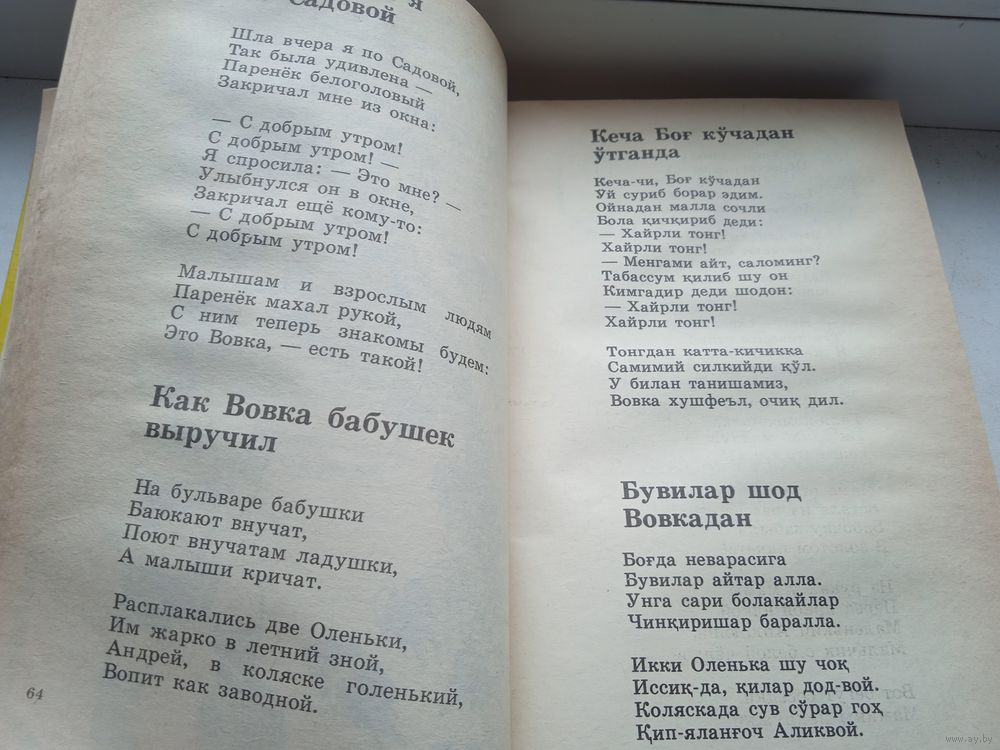 я
Садовой
Шла вчера я по Садовой,
Так была удивлена —
Паренёк белоголовый
Закричал мне из окна:
— С добрым утром!
С добрым утром! —
Я спросила: — Это мне? —
Улыбнулся он в окне,
Закричал ещё кому-то:
— С добрым утром!
С добрым утром!
Малышам и взрослым людям
Паренёк махал рукой,
С ним теперь знакомы будем:
Это Вовка, — есть такой!
Как Вовка бабушек
выручил
На бульваре бабушки
Баюкают внучат,
Поют внучатам ладушки,
А малыши кричат.
Расплакались две Оленьки,
Им жарко в летний зной,
Андрей, в коляске голенький,
Вопит как заводной.
64
Кеча Боғ кўчадан
ўтганда
Кеча-чи, Боғ кўчадан
Уй суриб борар эдим.
Ойнадан малла сочли
Бола қичқириб деди:
— Хайрли тонг!
Хайрли тонг!
— Менгами айт, саломинг?
Табассум қилиб шу он
Кимгадир деди шодон:
— Хайрли тонг!
Хайрли тонг!
Тонгдан катта-кичикка
Самимий силкийди қўл.
У билан танишамиз,
Вовка хушфеъл, очиқ дил.
Бувилар шод
Вовкадан
Боғда неварасига
Бувилар айтар алла.
Унга сари болакайлар
Чинқиришар баралла.
Икки Оленька шу чоқ
Иссиқ-да, қилар дод-вой.
Коляскада сув сўрар гоҳ
Қип-яланғоч Аликвой.
www.ay.by